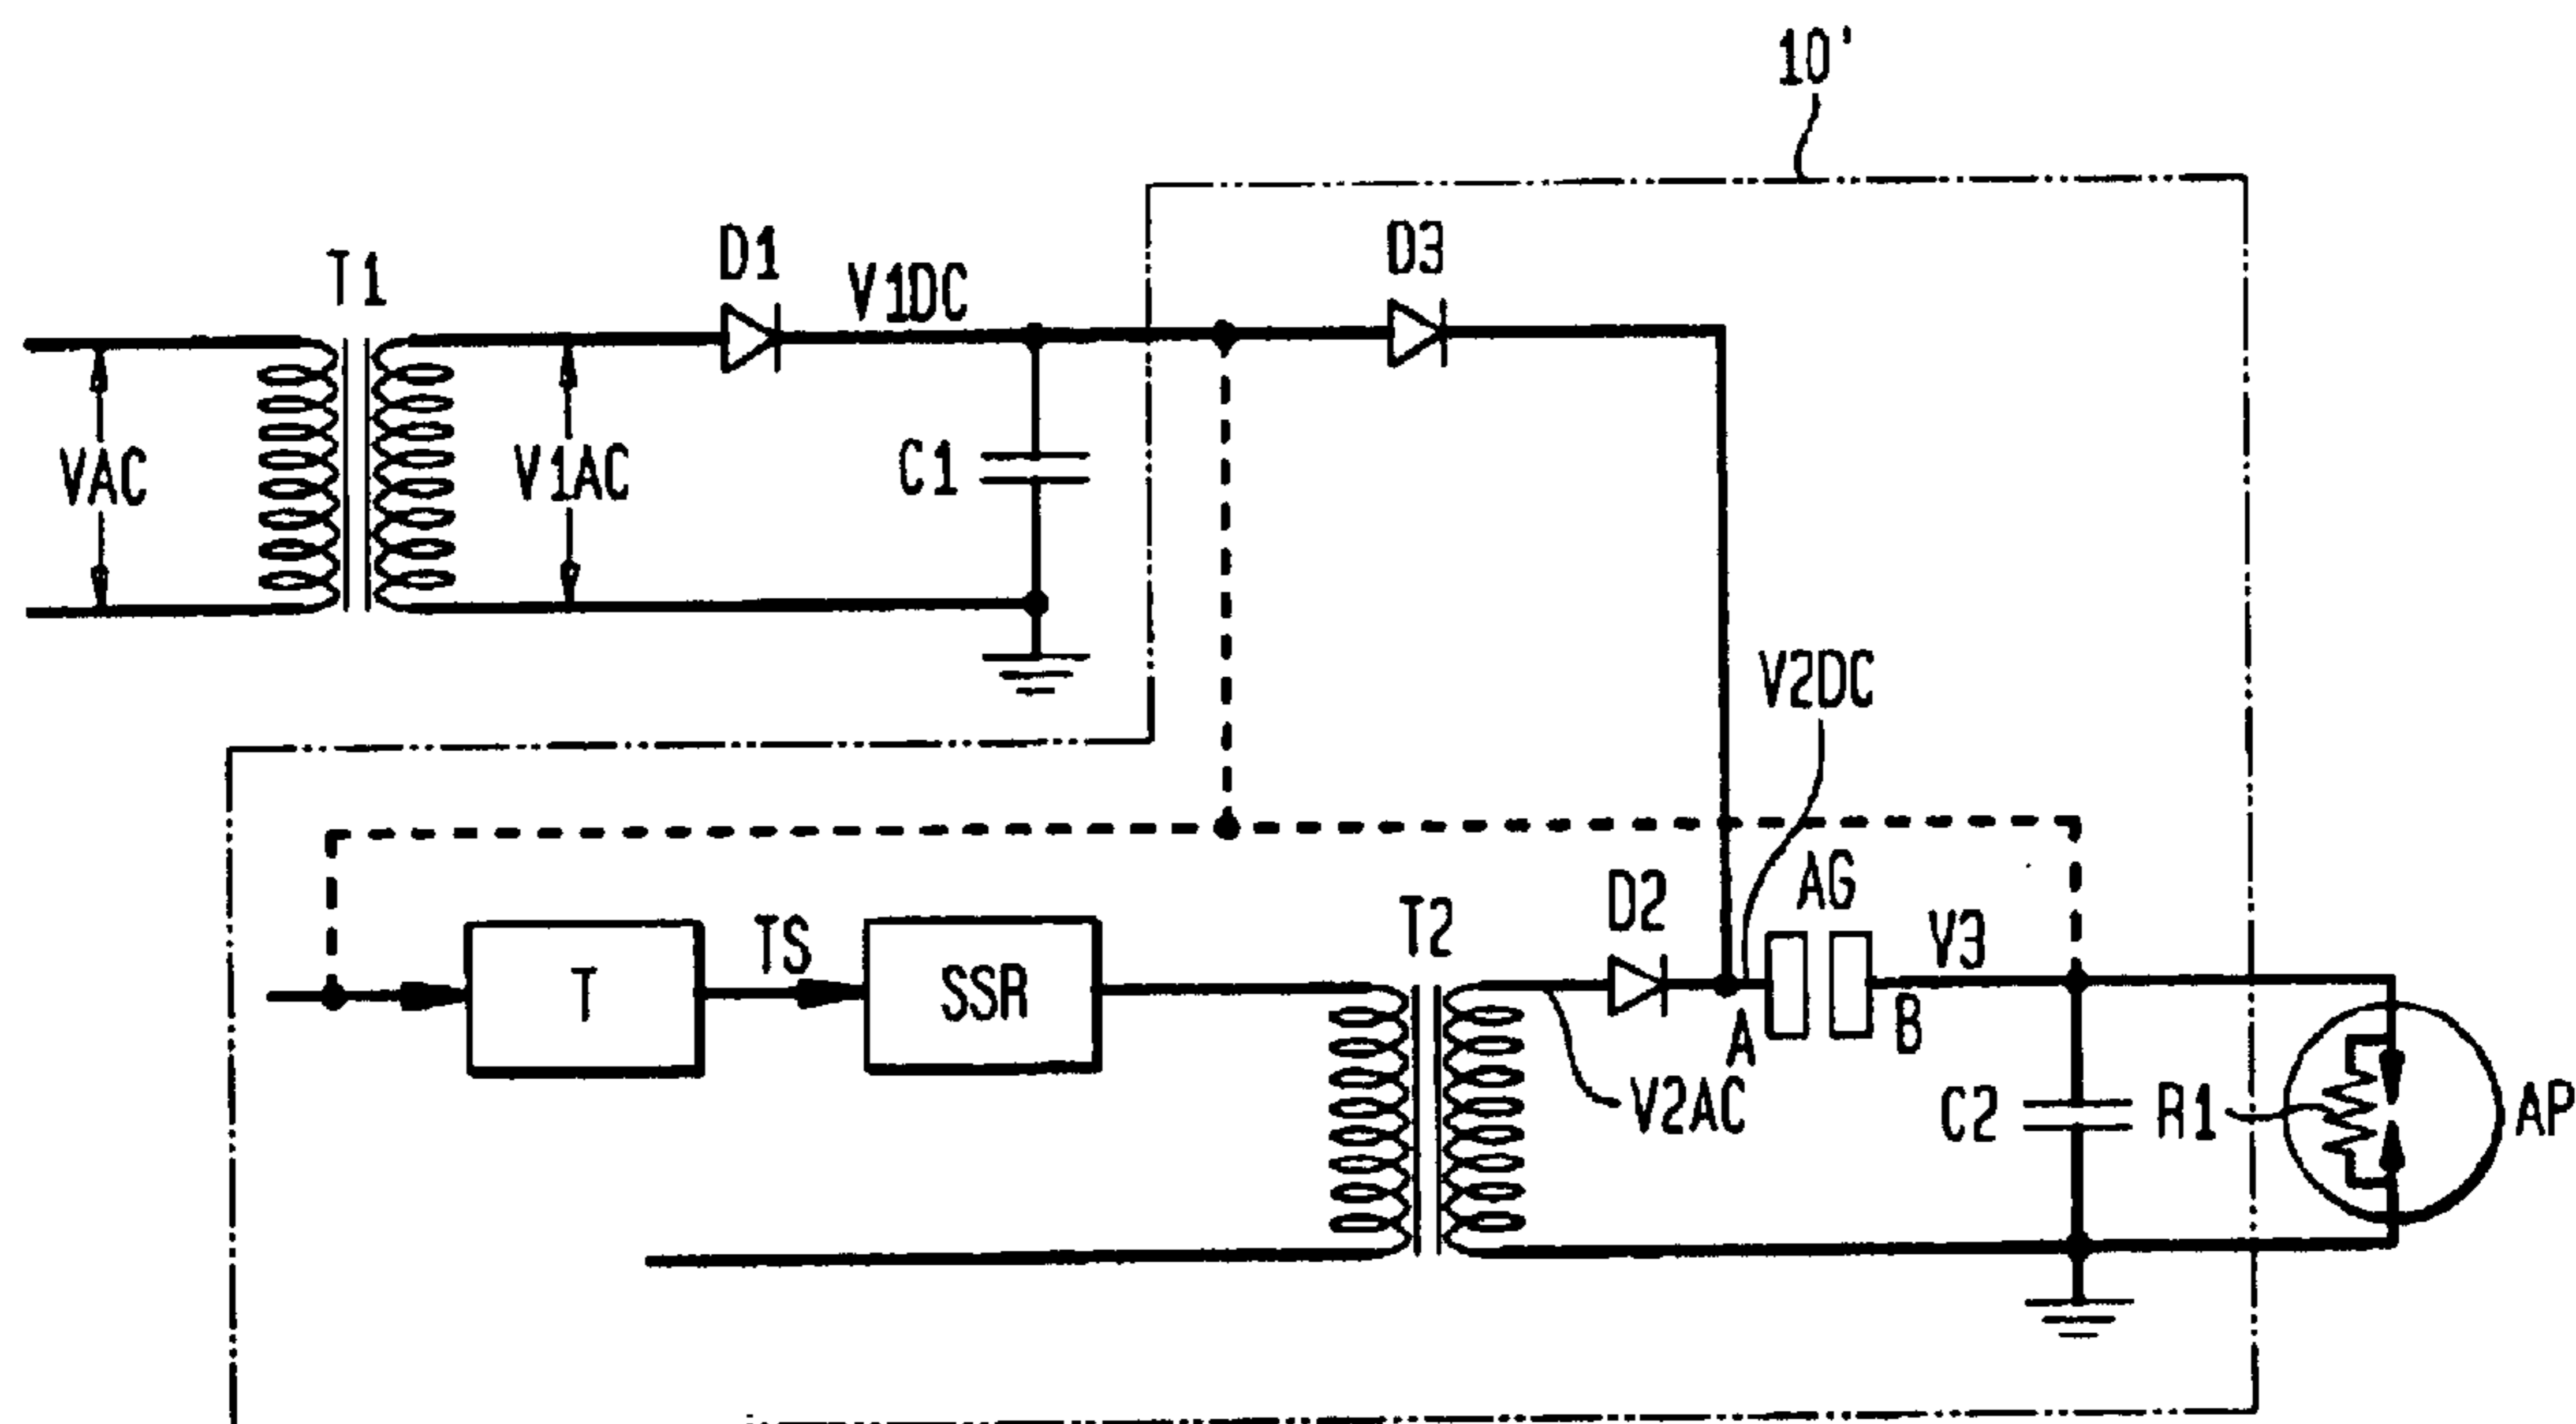 10'
T1
D1
V1DC
D3
VAC
V1AC
C1
V2DC
T
TS
SSR
T2
D2
AG
V3
A
B
V2AC
C2
R1
AP